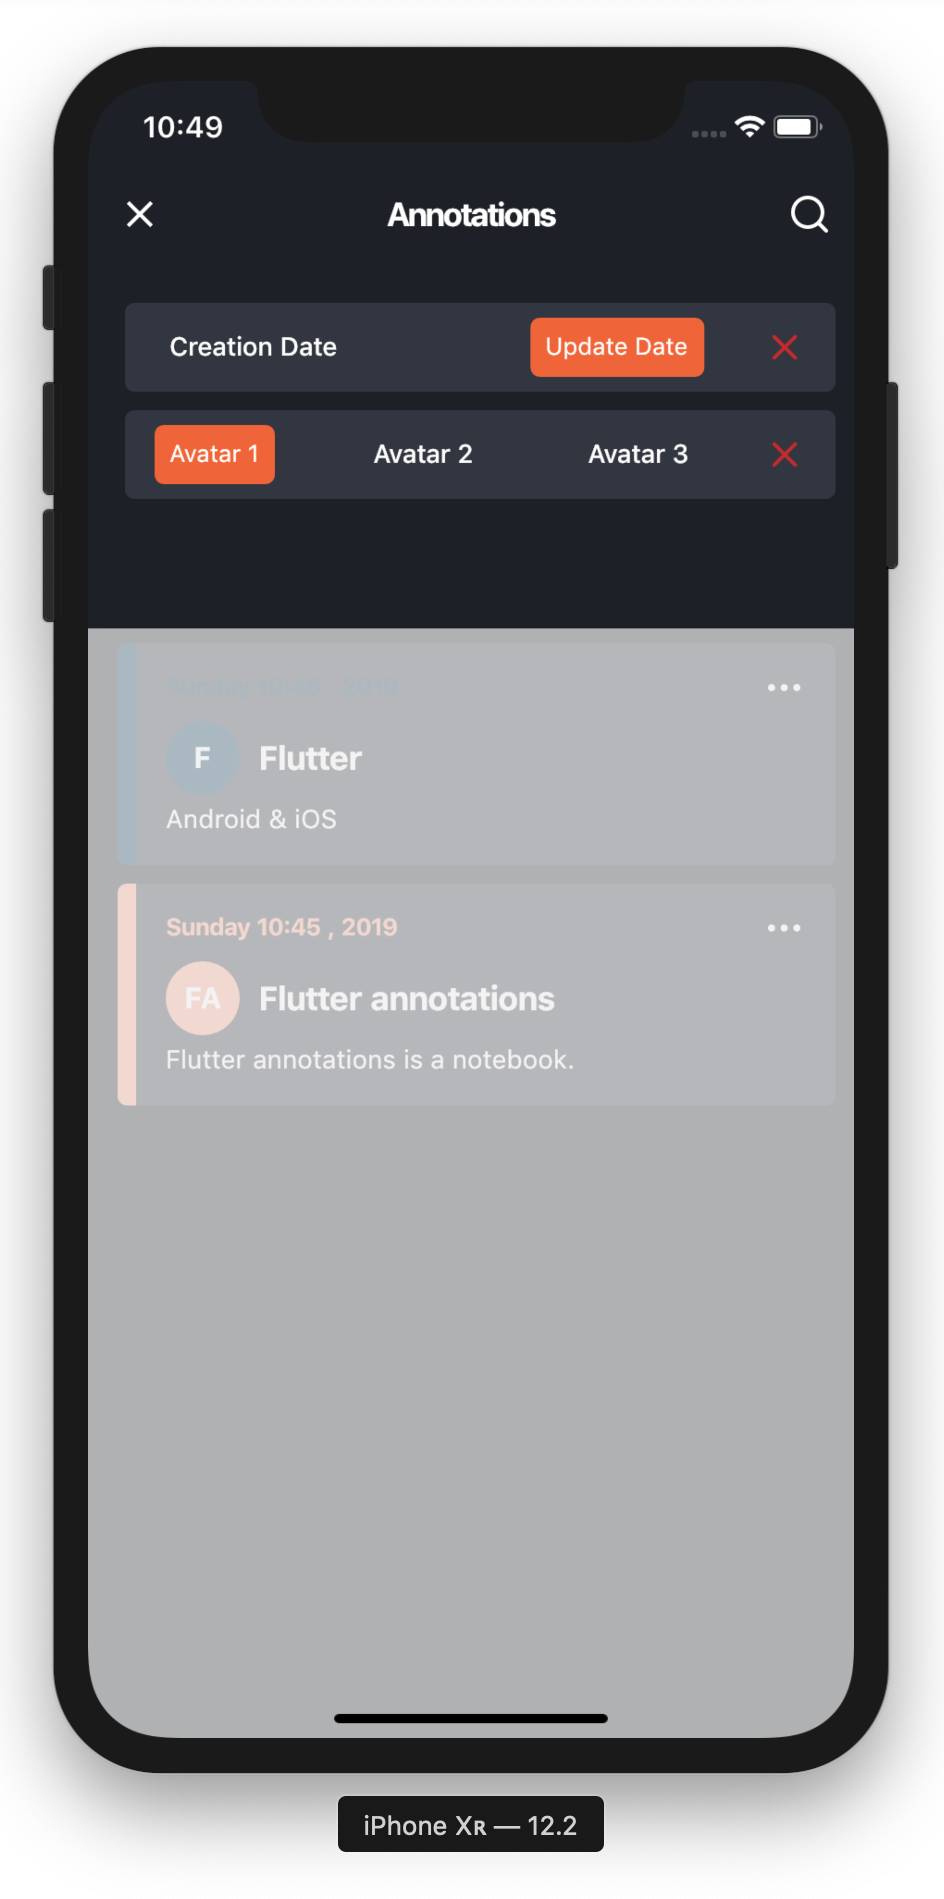 10:49
Annotations
Creation Date Update Date
Avatar 1 Avatar 2 Avatar 3
Sunday 10:46 , 2019
F Flutter
Android & iOS
Sunday 10:45 , 2019
FA Flutter annotations
Flutter annotations is a notebook.
iPhone XR — 12.2